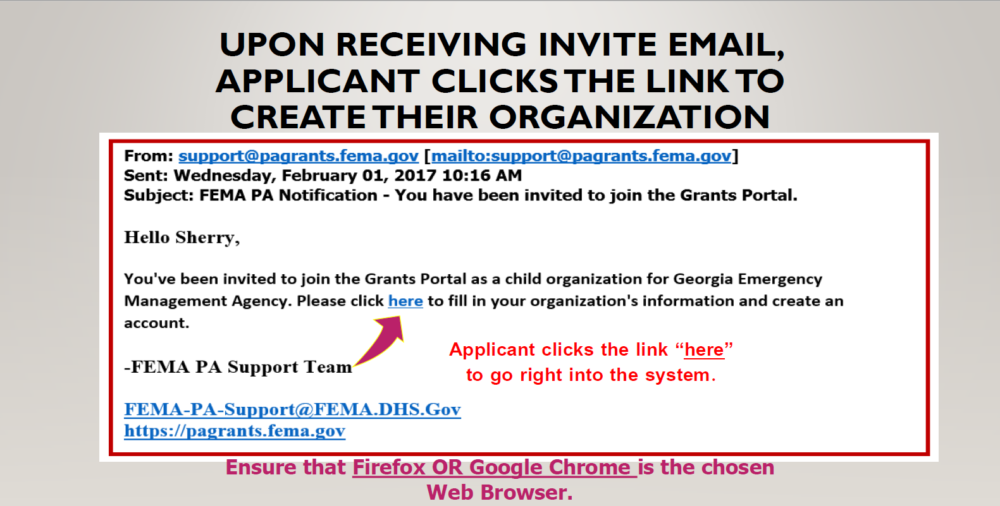 UPON RECEIVING INVITE EMAIL,
APPLICANT CLICKS THE LINK TO
CREATE THEIR ORGANIZATION
From: support@pagrants.fema.gov [mailto:support@pagrants.fema.gov]
Sent: Wednesday, February 01, 2017 10:16 AM
Subject: FEMA PA Notification - You have been invited to join the Grants Portal.
Hello Sherry,
You've been invited to join the Grants Portal as a child organization for Georgia Emergency
Management Agency. Please click here to fill in your organization's information and create an
account.
Applicant clicks the link “here”
to go right into the system.
-FEMA PA Support Team
FEMA-PA-Support@FEMA.DHS.Gov
https://pagrants.fema.gov
Ensure that Firefox OR Google Chrome is the chosen
Web Browser.